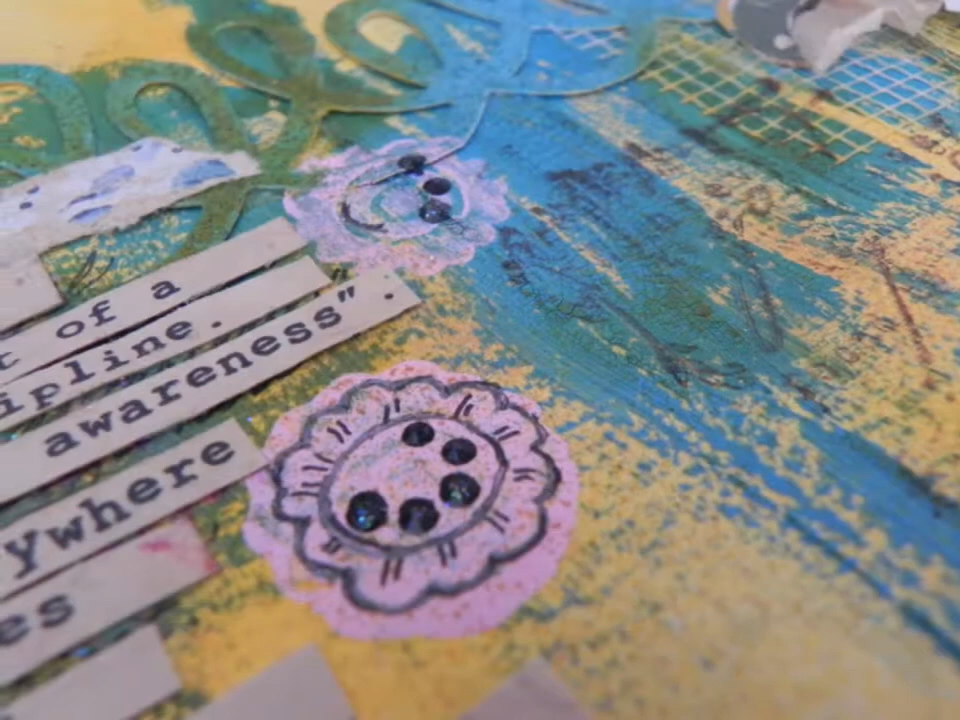 t of a
ipline.
awareness".
ywhere
es